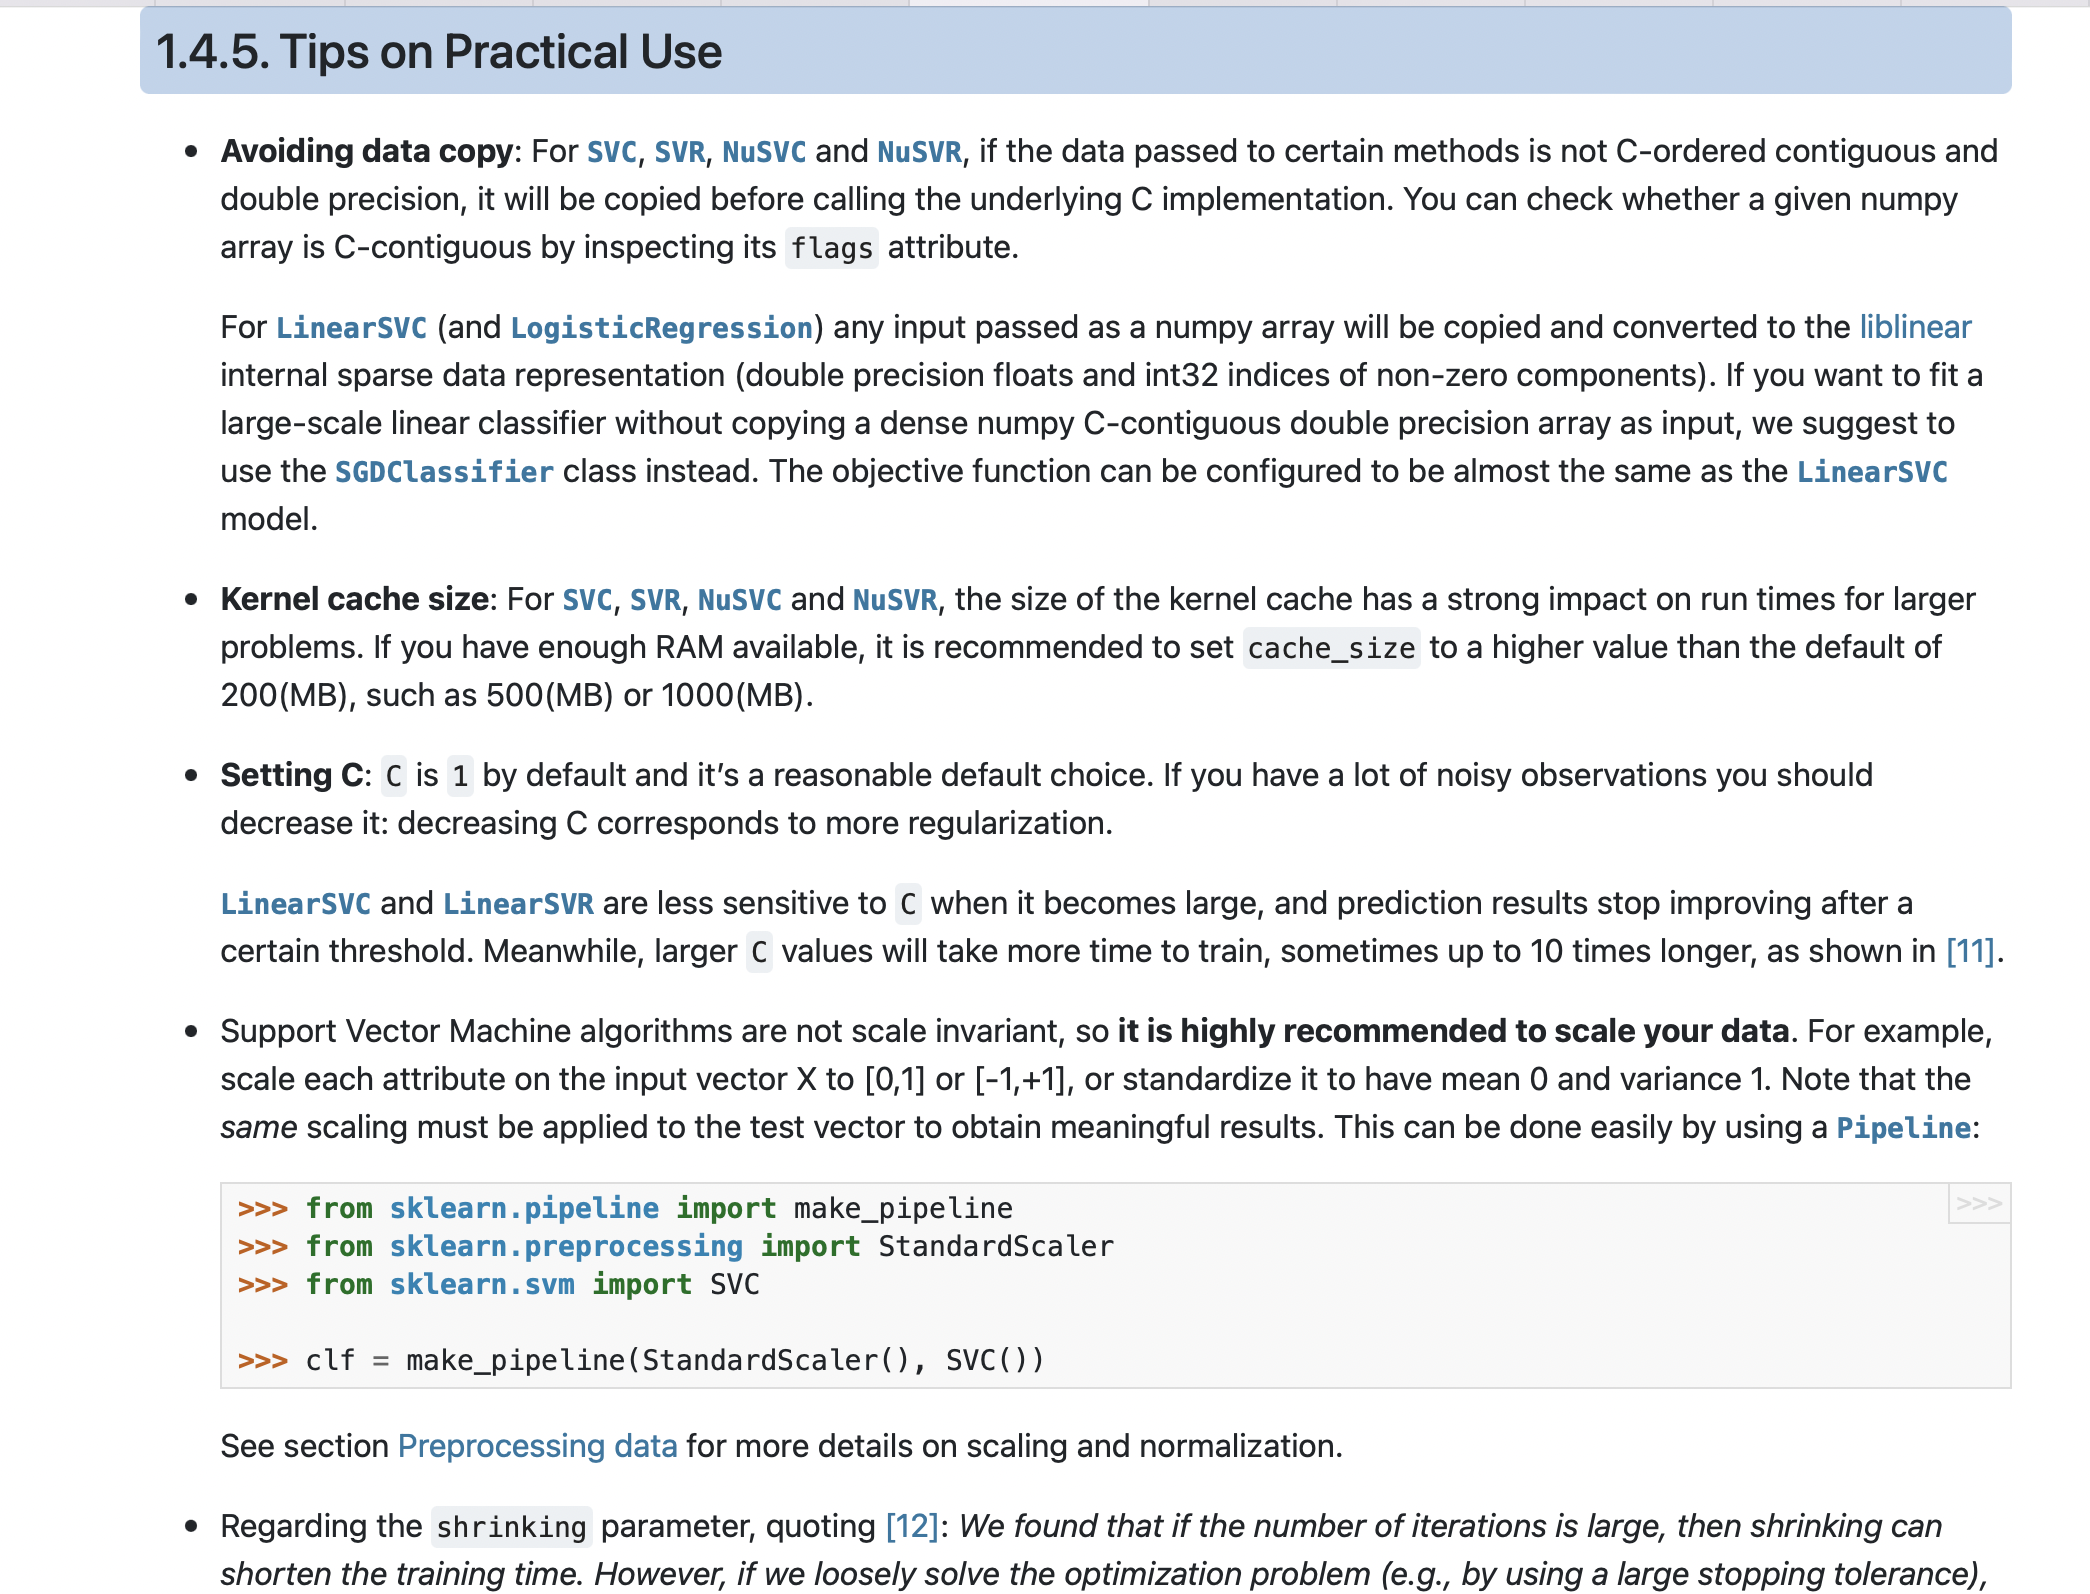 1.4.5. Tips on Practical Use
• Avoiding data copy: For SVC, SVR, NuSVC and NuSVR, if the data passed to certain methods is not C-ordered contiguous and
double precision, it will be copied before calling the underlying C implementation. You can check whether a given numpy
array is C-contiguous by inspecting its flags attribute.
For LinearSVC (and LogisticRegression) any input passed as a numpy array will be copied and converted to the liblinear
internal sparse data representation (double precision floats and int32 indices of non-zero components). If you want to fit a
large-scale linear classifier without copying a dense numpy C-contiguous double precision array as input, we suggest to
use the SGDClassifier class instead. The objective function can be configured to be almost the same as the LinearSVC
model.
• Kernel cache size: For SVC, SVR, NuSVC and NuSVR, the size of the kernel cache has a strong impact on run times for larger
problems. If you have enough RAM available, it is recommended to set cache_size to a higher value than the default of
200(MB), such as 500(MB) or 1000(MB).
• Setting C: C is 1 by default and it’s a reasonable default choice. If you have a lot of noisy observations you should
decrease it: decreasing C corresponds to more regularization.
LinearSVC and LinearSVR are less sensitive to C when it becomes large, and prediction results stop improving after a
certain threshold. Meanwhile, larger C values will take more time to train, sometimes up to 10 times longer, as shown in [11].
• Support Vector Machine algorithms are not scale invariant, so it is highly recommended to scale your data. For example,
scale each attribute on the input vector X to [0,1] or [-1,+1], or standardize it to have mean 0 and variance 1. Note that the
same scaling must be applied to the test vector to obtain meaningful results. This can be done easily by using a Pipeline:
>>> from sklearn.pipeline import make_pipeline
>>>
>>> from sklearn.preprocessing import StandardScaler
>>> from sklearn.svm import SVC
>>> clf = make_pipeline(StandardScaler(), SVC())
See section Preprocessing data for more details on scaling and normalization.
• Regarding the shrinking parameter, quoting [12]: We found that if the number of iterations is large, then shrinking can
shorten the training time. However, if we loosely solve the optimization problem (e.g., by using a large stopping tolerance),